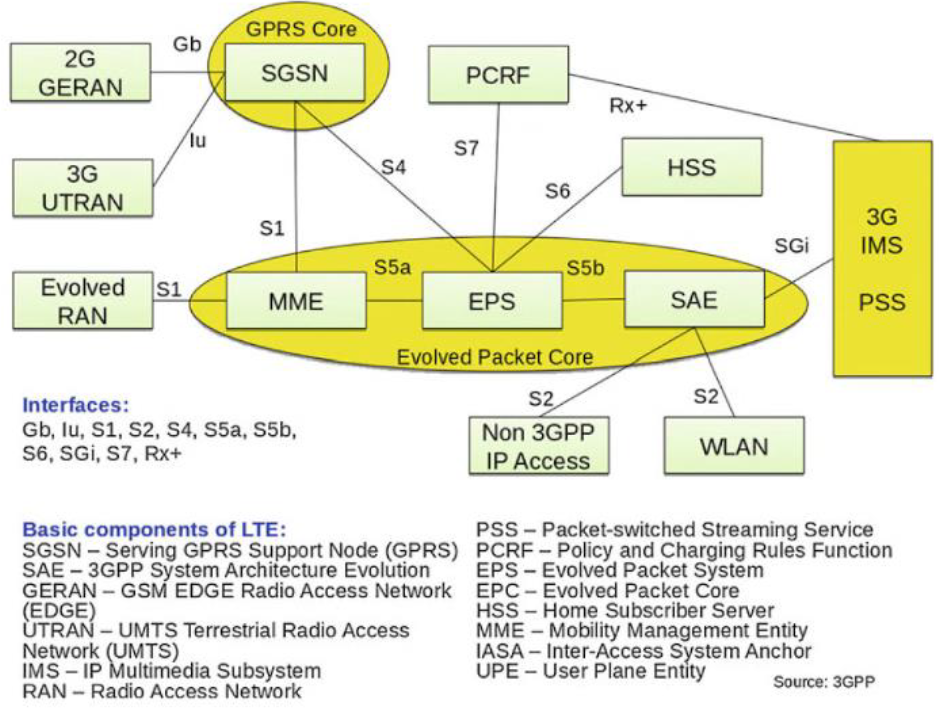 GPRS Core
Gb
2G
GERAN
SGSN
PCRF
Rx+
Iu
S7
S4
HSS
3G
UTRAN
S6
3G
IMS
PSS
S1
SGi
S5a
S5b
Evolved
RAN
S1
MME
EPS
SAE
Evolved Packet Core
S2
S2
Non 3GPP
IP Access
WLAN
Interfaces:
Gb, Iu, S1, S2, S4, S5a, S5b,
S6, SGi, S7, Rx+
Basic components of LTE:
SGSN – Serving GPRS Support Node (GPRS)
SAE – 3GPP System Architecture Evolution
GERAN – GSM EDGE Radio Access Network
(EDGE)
UTRAN – UMTS Terrestrial Radio Access
Network (UMTS)
IMS – IP Multimedia Subsystem
RAN – Radio Access Network
PSS – Packet-switched Streaming Service
PCRF – Policy and Charging Rules Function
EPS – Evolved Packet System
EPC – Evolved Packet Core
HSS – Home Subscriber Server
MME – Mobility Management Entity
IASA – Inter-Access System Anchor
UPE – User Plane Entity
Source: 3GPP